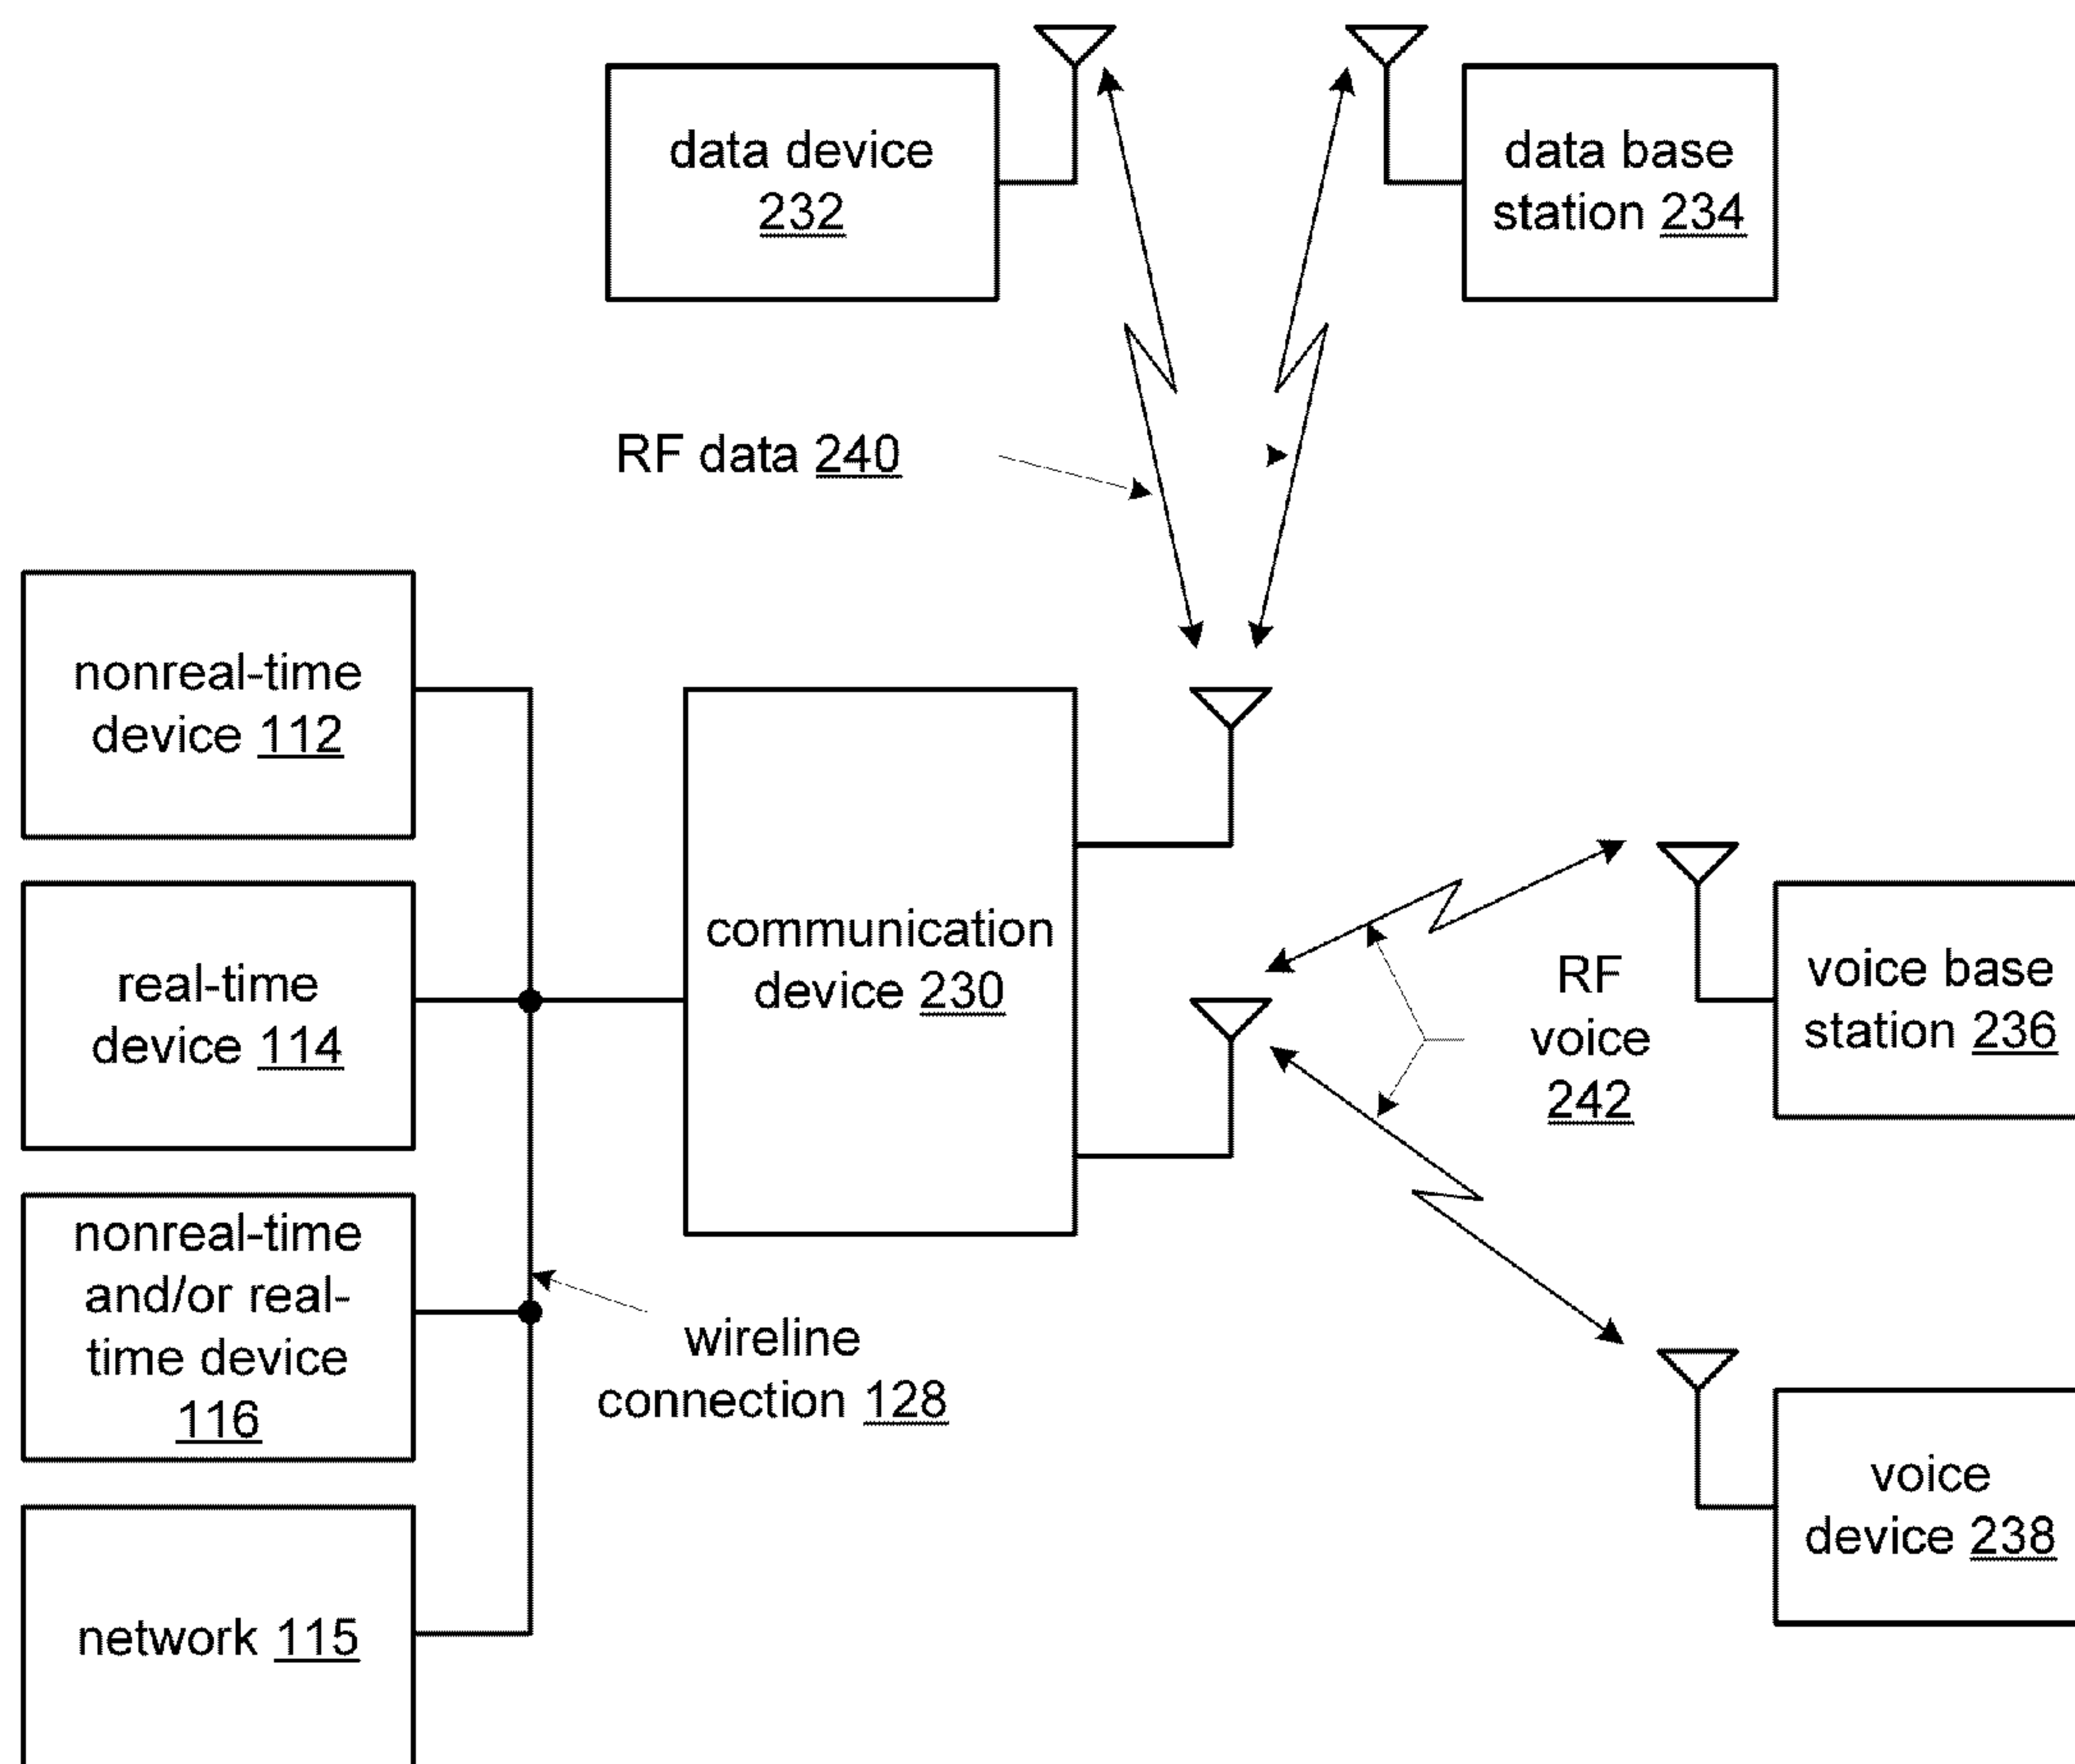 data device
232
data base
station 234
RF data 240
nonreal-time
device 112
real-time
device 114
nonreal-time
and/or real-
time device
116
network 115
wireline
connection 128
communication
device 230
RF
voice
242
voice base
station 236
voice
device 238